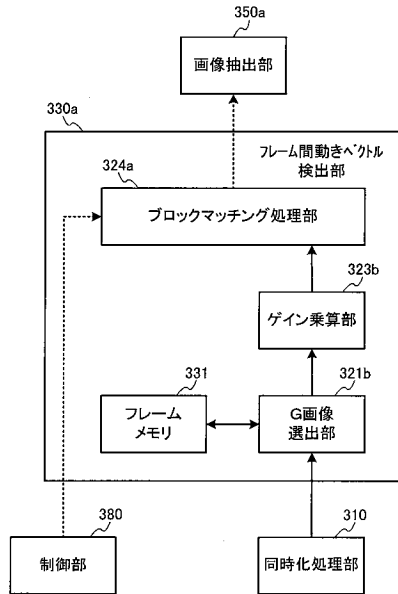 350a
画像抽出部
330a
フレーム間動きベクトル
検出部
324a
ブロックマッチング処理部
323b
ゲイン乗算部
331
フレーム
メモリ
321b
G画像
選出部
380
制御部
310
同時化処理部